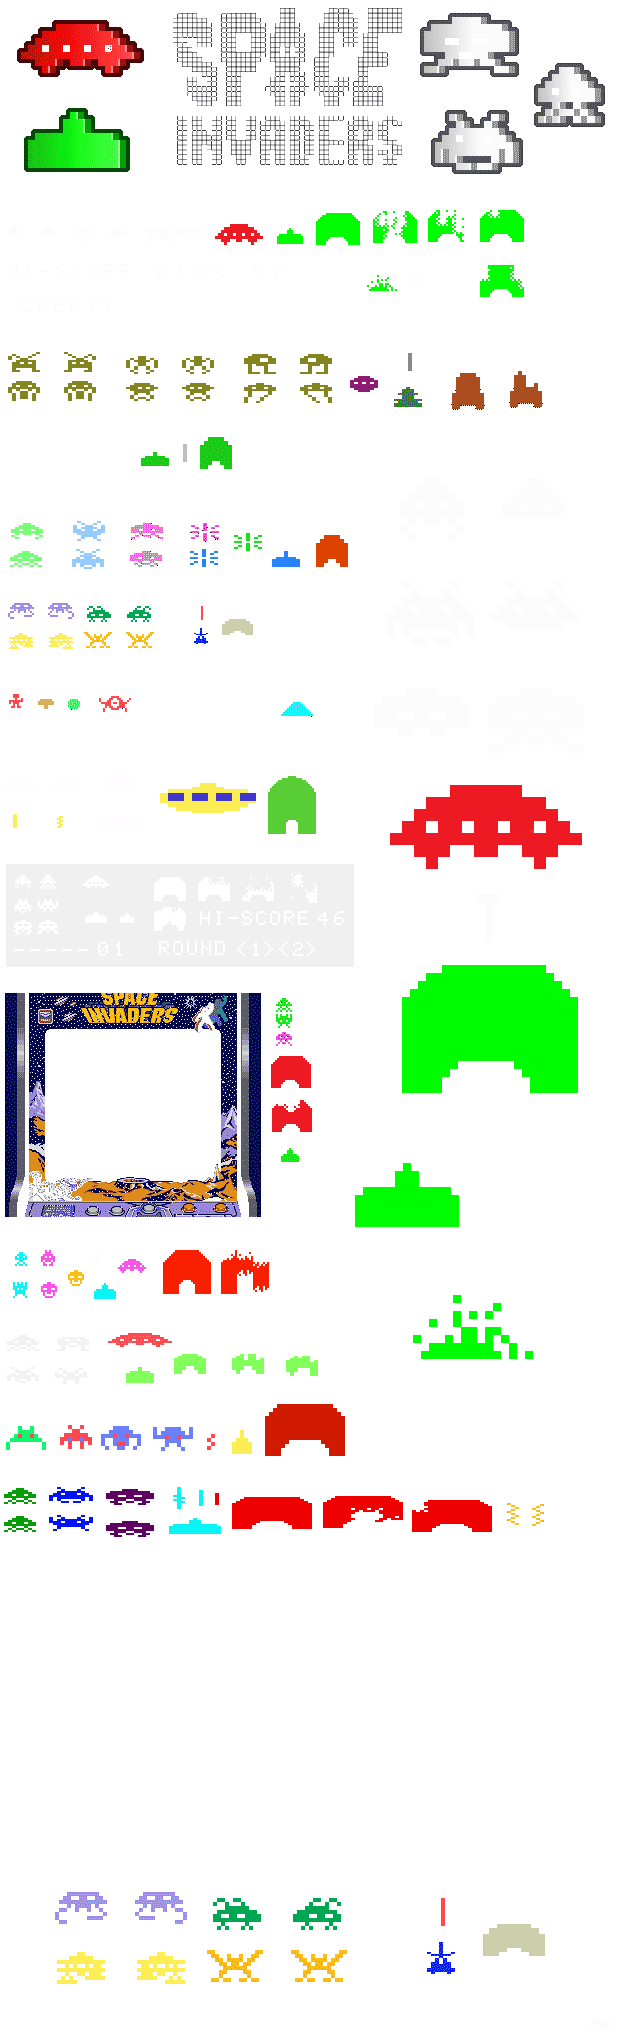 SPACE
INVADERS
HI-SCORE
CREDIT
HI-SCORE 46
- - - - - 01 ROUND <1><2>
SPACE
INVADERS